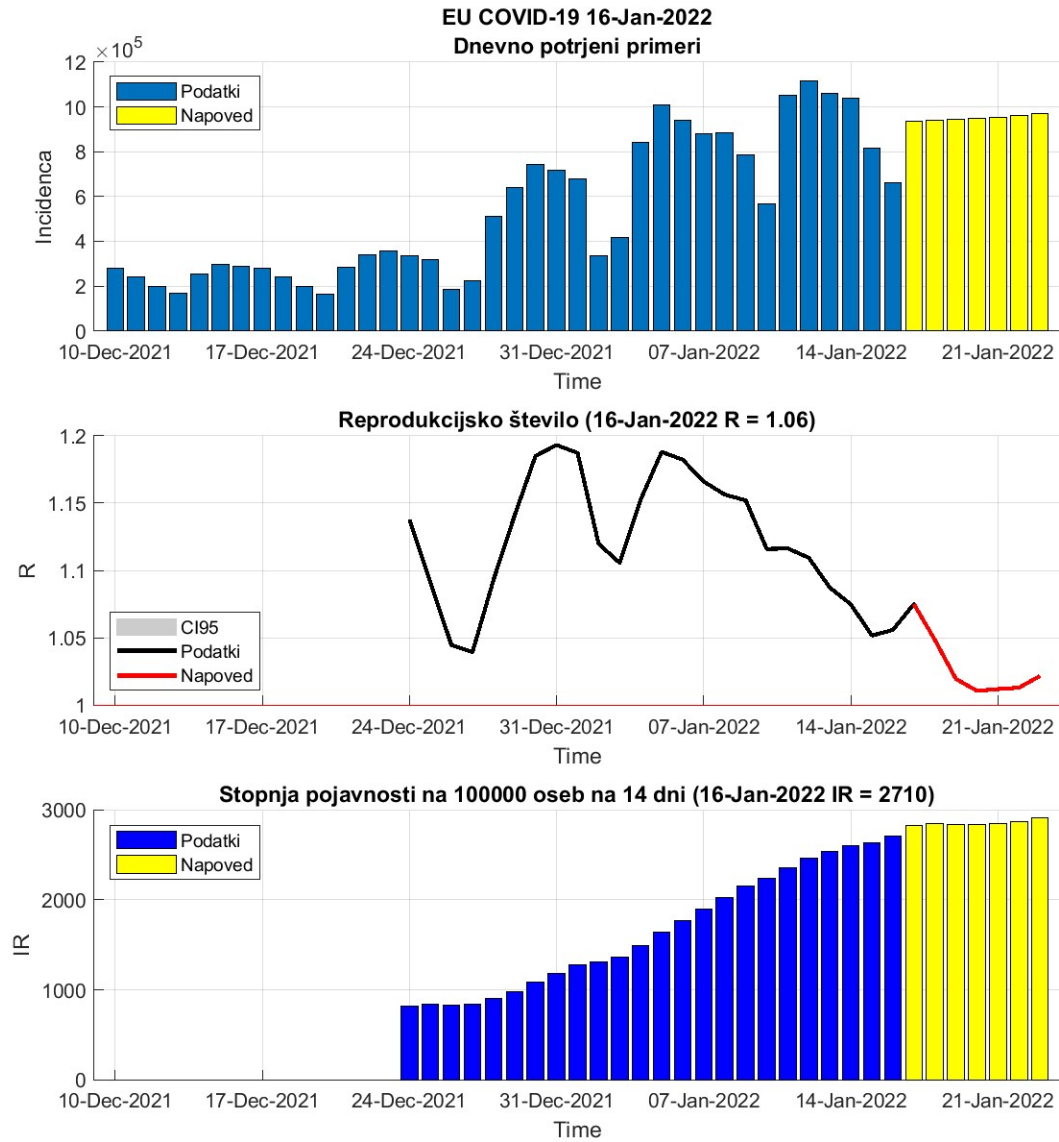 EU COVID-19 16-Jan-2022
Dnevno potrjeni primeri
×10⁵
12
10
8
6
4
2
0
Incidenca
Podatki
Napoved
10-Dec-2021 17-Dec-2021 24-Dec-2021 31-Dec-2021 07-Jan-2022 14-Jan-2022 21-Jan-2022
Time
Reprodukcijsko število (16-Jan-2022 R = 1.06)
1.2
1.15
1.1
1.05
1
R
CI95
Podatki
Napoved
10-Dec-2021 17-Dec-2021 24-Dec-2021 31-Dec-2021 07-Jan-2022 14-Jan-2022 21-Jan-2022
Time
Stopnja pojavnosti na 100000 oseb na 14 dni (16-Jan-2022 IR = 2710)
3000
2000
1000
0
IR
Podatki
Napoved
10-Dec-2021 17-Dec-2021 24-Dec-2021 31-Dec-2021 07-Jan-2022 14-Jan-2022 21-Jan-2022
Time